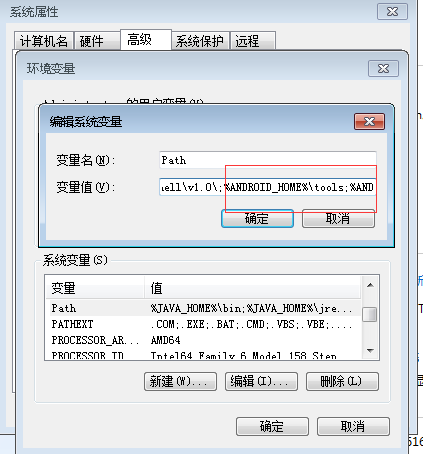 系统属性
计算机名 硬件 高级 系统保护 远程
环境变量
的用户变量(U)
编辑系统变量
变量名(N): Path
变量值(V): ell\v1.0\;%ANDROID_HOME%\tools;%AND
确定 取消
系统变量(S)
变量 值
Path %JAVA_HOME%\bin;%JAVA_HOME%\jre...
PATHEXT .COM;.EXE;.BAT;.CMD;.VBS;.VBE;....
PROCESSOR_AR... AMD64
PROCESSOR_ID Intel64 Family 6 Model 158 Step
新建(W)... 编辑(I)... 删除(L)
确定 取消